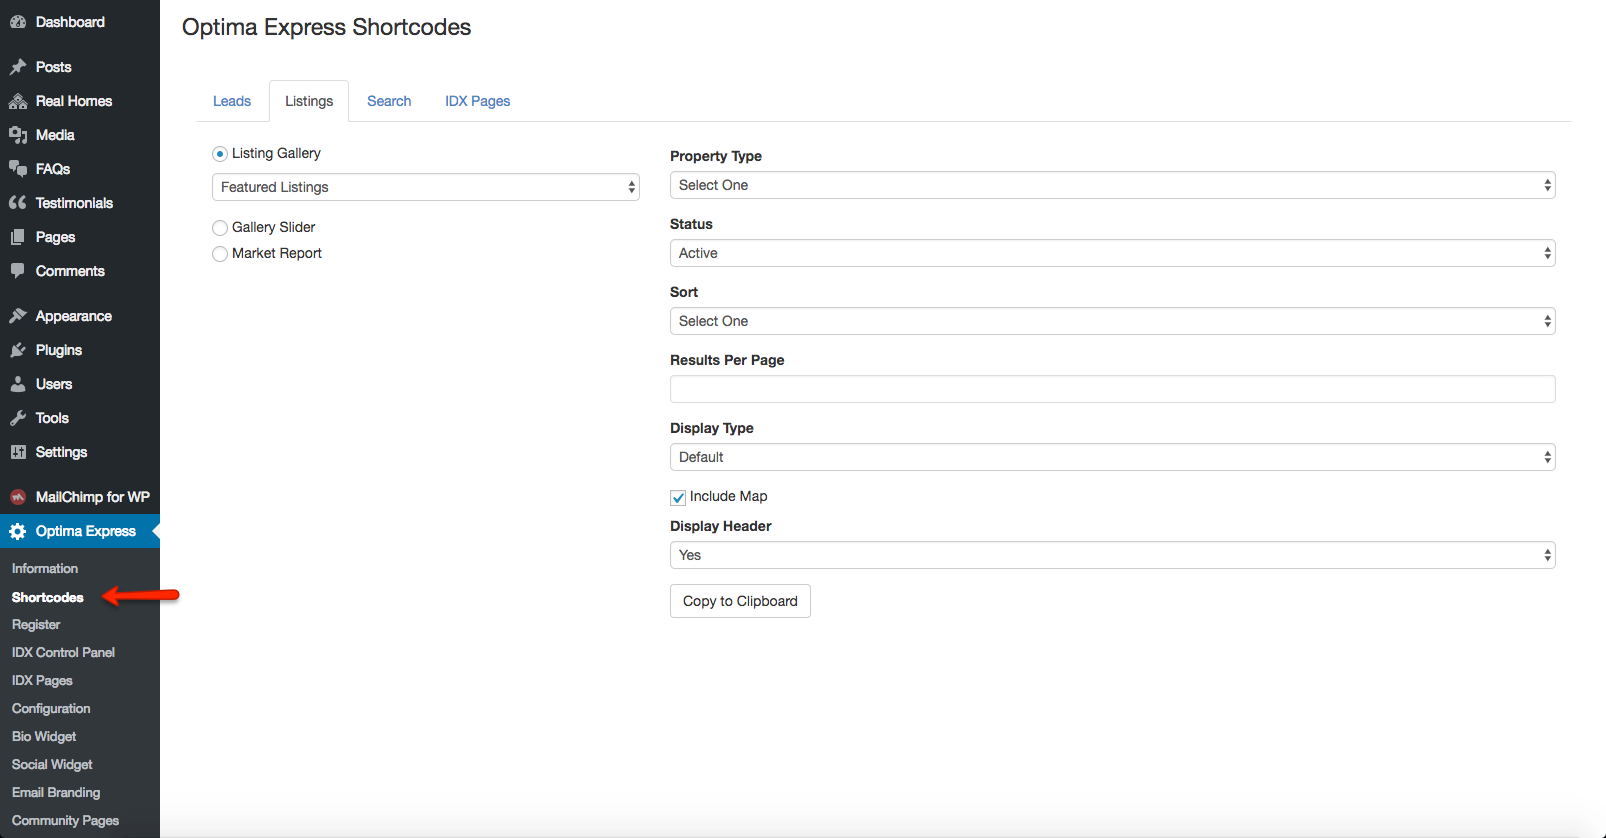 Dashboard
Posts
Real Homes
Media
FAQs
Testimonials
Pages
Comments
Appearance
Plugins
Users
Tools
Settings
MailChimp for WP
Optima Express
Information
Shortcodes
Register
IDX Control Panel
IDX Pages
Configuration
Bio Widget
Social Widget
Email Branding
Community Pages
Optima Express Shortcodes
Leads Listings Search IDX Pages
Listing Gallery
Featured Listings
Gallery Slider
Market Report
Property Type
Select One
Status
Active
Sort
Select One
Results Per Page
Display Type
Default
Include Map
Display Header
Yes
Copy to Clipboard